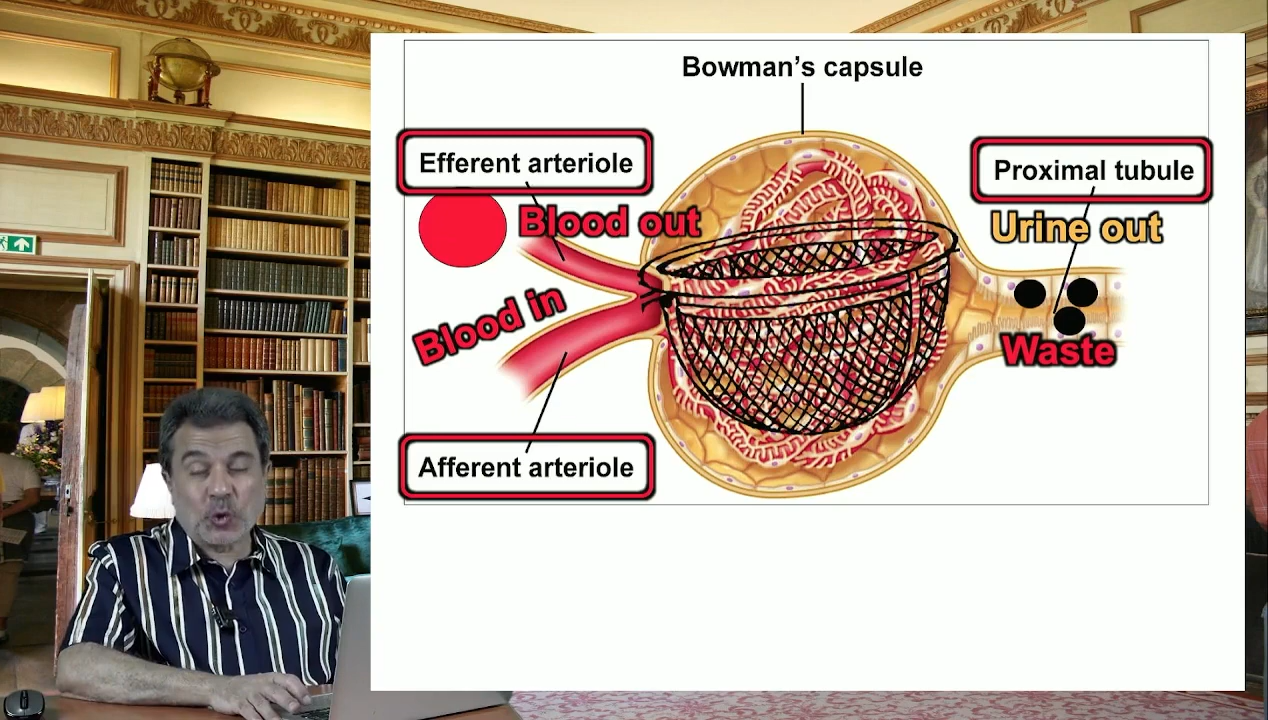 Bowman's capsule
Efferent arteriole
Proximal tubule
Blood out
Urine out
Blood in
Waste
Afferent arteriole